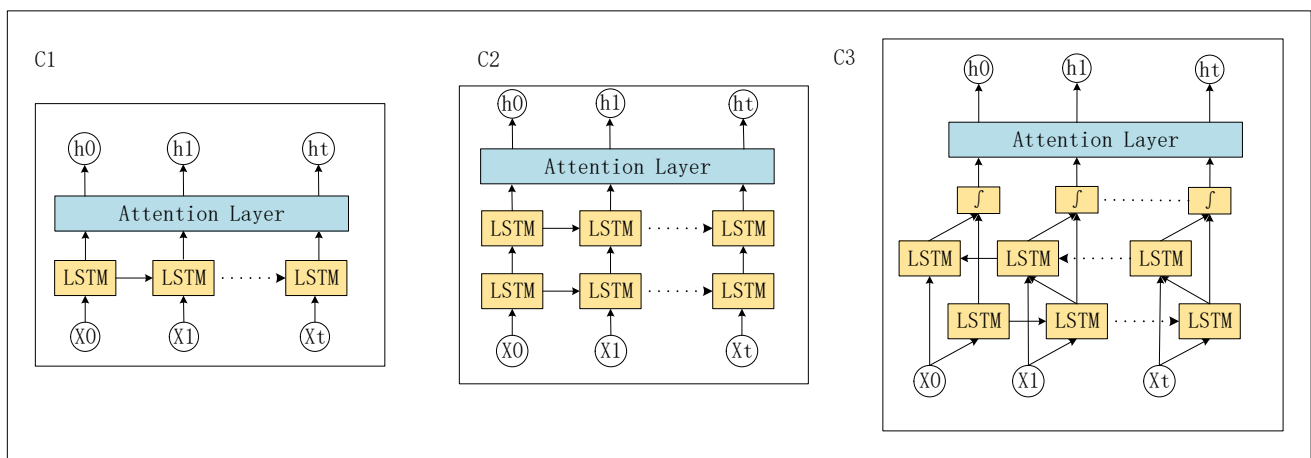 C1
h0 h1 ht
Attention Layer
LSTM LSTM LSTM
X0 X1 Xt
C2
h0 h1 ht
Attention Layer
LSTM LSTM LSTM
LSTM LSTM LSTM
X0 X1 Xt
C3
h0 h1 ht
Attention Layer
∫ ∫ ∫
LSTM LSTM LSTM
LSTM LSTM LSTM
X0 X1 Xt